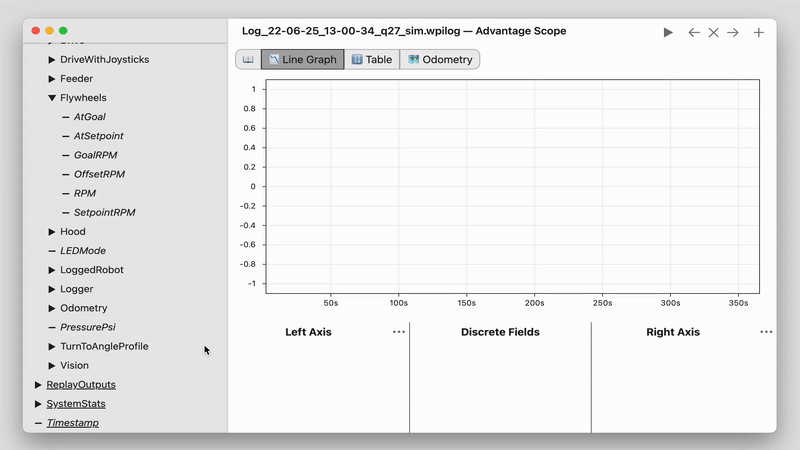 Log_22-06-25_13-00-34_q27_sim.wpilog — Advantage Scope
DriveWithJoysticks
Feeder
Flywheels
AtGoal
AtSetpoint
GoalRPM
OffsetRPM
RPM
SetpointRPM
Hood
LEDMode
LoggedRobot
Logger
Odometry
PressurePsi
TurnToAngleProfile
Vision
ReplayOutputs
SystemStats
Timestamp
Line Graph
Table
Odometry
1
0.8
0.6
0.4
0.2
0
-0.2
-0.4
-0.6
-0.8
-1
50s 100s 150s 200s 250s 300s 350s
Left Axis
Discrete Fields
Right Axis